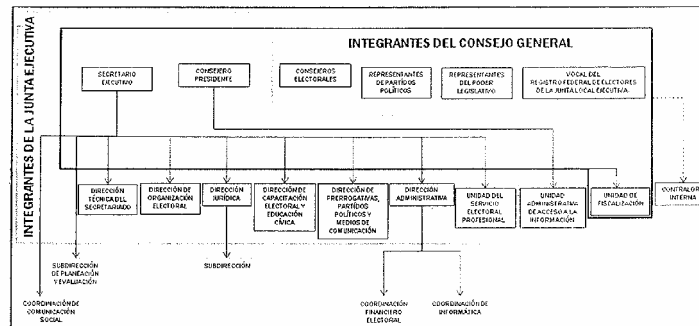 INTEGRANTES DE LA JUNTA EJECUTIVA
INTEGRANTES DEL CONSEJO GENERAL
SECRETARIO
EJECUTIVO
CONSEJERO
PRESIDENTE
CONSEJEROS
ELECTORALES
REPRESENTANTES
DE PARTIDOS
POLÍTICOS
REPRESENTANTES
DEL PODER
LEGISLATIVO
VOCAL DEL
REGISTRO FEDERAL DE ELECTORES
DE LA JUNTA LOCAL EJECUTIVA.
DIRECCIÓN
TÉCNICA DEL
SECRETARIADO
DIRECCIÓN DE
ORGANIZACIÓN
ELECTORAL
DIRECCIÓN
JURÍDICA
DIRECCIÓN DE
CAPACITACIÓN
ELECTORAL Y
EDUCACIÓN
CÍVICA
DIRECCIÓN DE
PRERROGATIVAS,
PARTIDOS
POLÍTICOS Y
MEDIOS DE
COMUNICACIÓN
DIRECCIÓN
ADMINISTRATIVA
UNIDAD DEL
SERVICIO
ELECTORAL
PROFESIONAL
UNIDAD
ADMINISTRATIVA
DE ACCESO A LA
INFORMACIÓN
UNIDAD DE
FISCALIZACIÓN
CONTRALOR
INTERNA
SUBDIRECCIÓN
DE PLANEACIÓN
Y EVALUACIÓN
SUBDIRECCIÓN
COORDINACIÓN DE
COMUNICACIÓN
SOCIAL
COORDINACIÓN
FINANCIERO
ELECTORAL
COORDINACIÓN DE
INFORMÁTICA